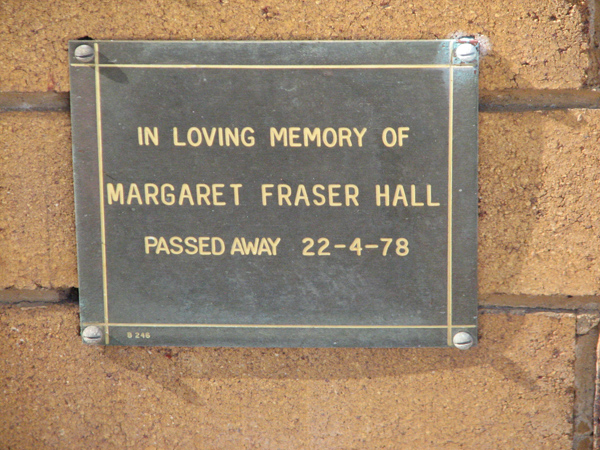 IN LOVING MEMORY OF
MARGARET FRASER HALL
PASSED AWAY 22-4-78
B 246